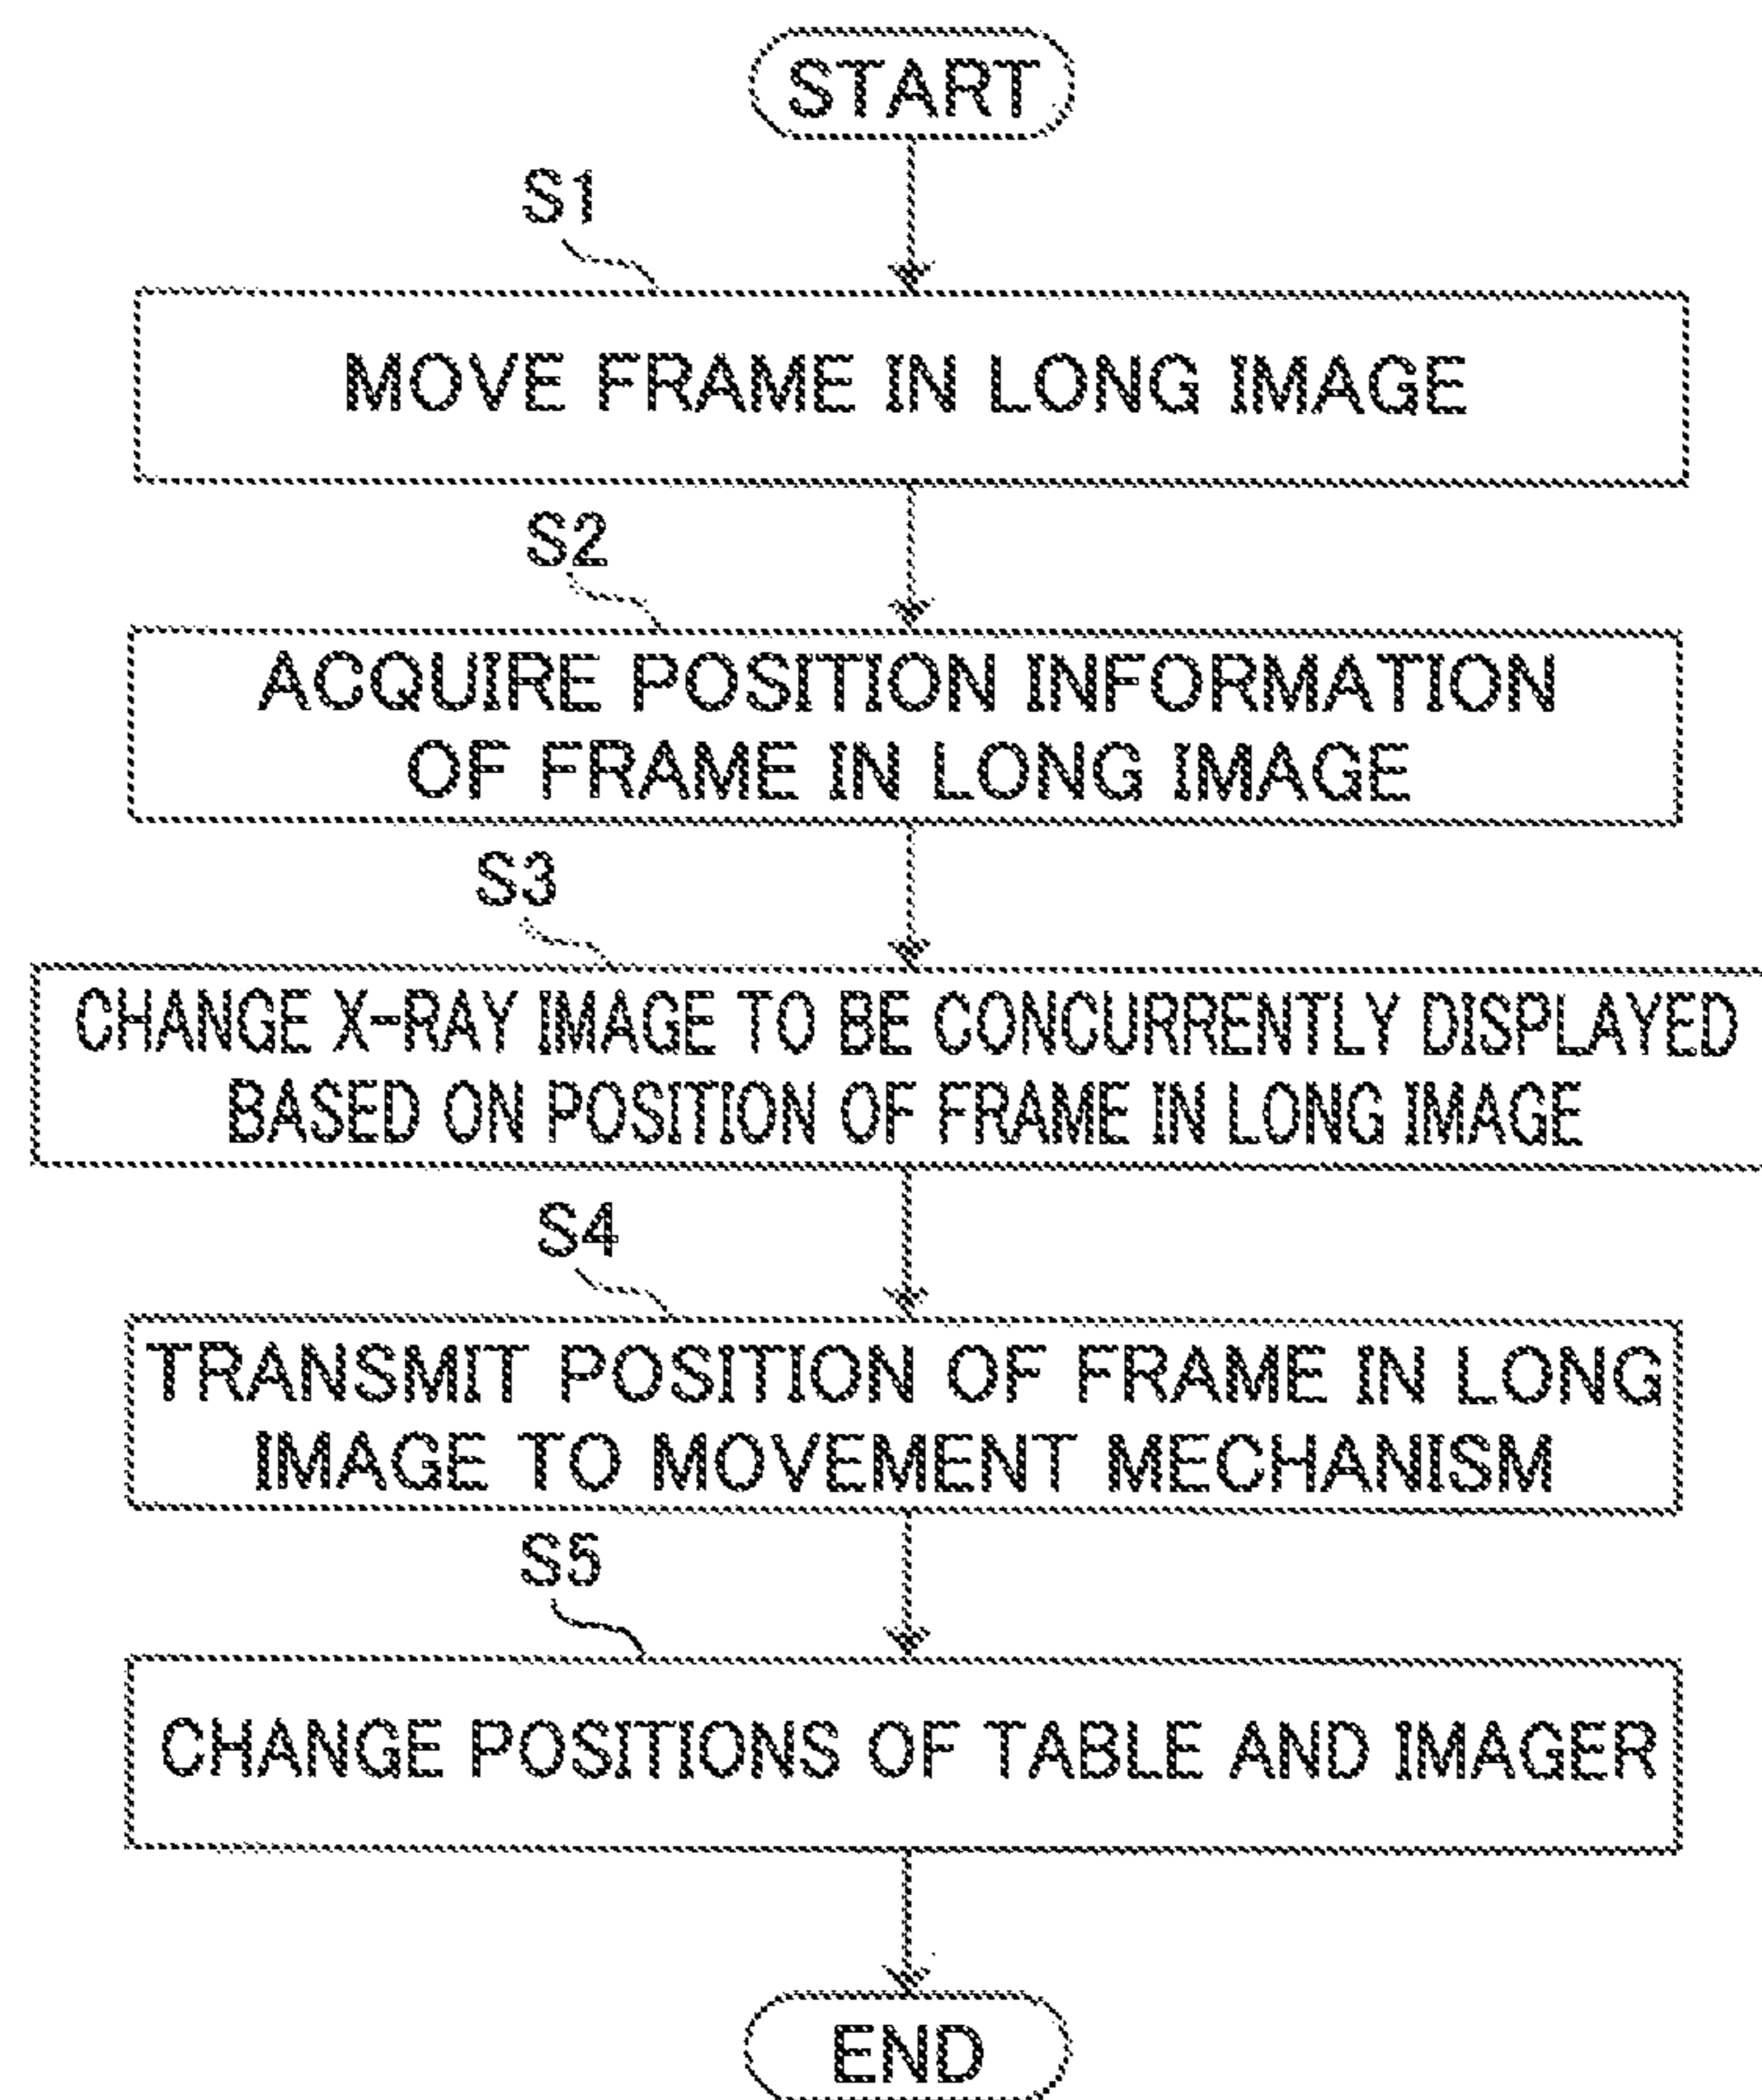 START
S1
MOVE FRAME IN LONG IMAGE
S2
ACQUIRE POSITION INFORMATION
OF FRAME IN LONG IMAGE
S3
CHANGE X-RAY IMAGE TO BE CONCURRENTLY DISPLAYED
BASED ON POSITION OF FRAME IN LONG IMAGE
S4
TRANSMIT POSITION OF FRAME IN LONG
IMAGE TO MOVEMENT MECHANISM
S5
CHANGE POSITIONS OF TABLE AND IMAGER
END